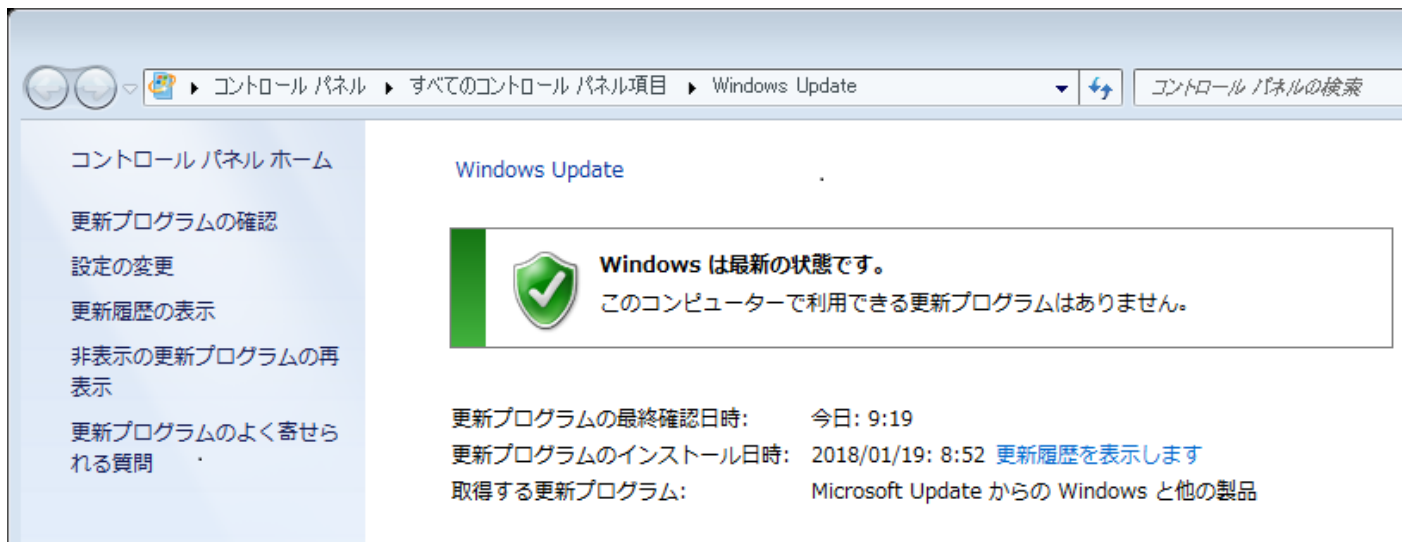 コントロール パネル ▸ すべてのコントロール パネル項目 ▸ Windows Update
コントロール パネルの検索
コントロール パネル ホーム
更新プログラムの確認
設定の変更
更新履歴の表示
非表示の更新プログラムの再
表示
更新プログラムのよく寄せら
れる質問
Windows Update
Windows は最新の状態です。
このコンピューターで利用できる更新プログラムはありません。
更新プログラムの最終確認日時: 今日: 9:19
更新プログラムのインストール日時: 2018/01/19: 8:52 更新履歴を表示します
取得する更新プログラム: Microsoft Update からの Windows と他の製品